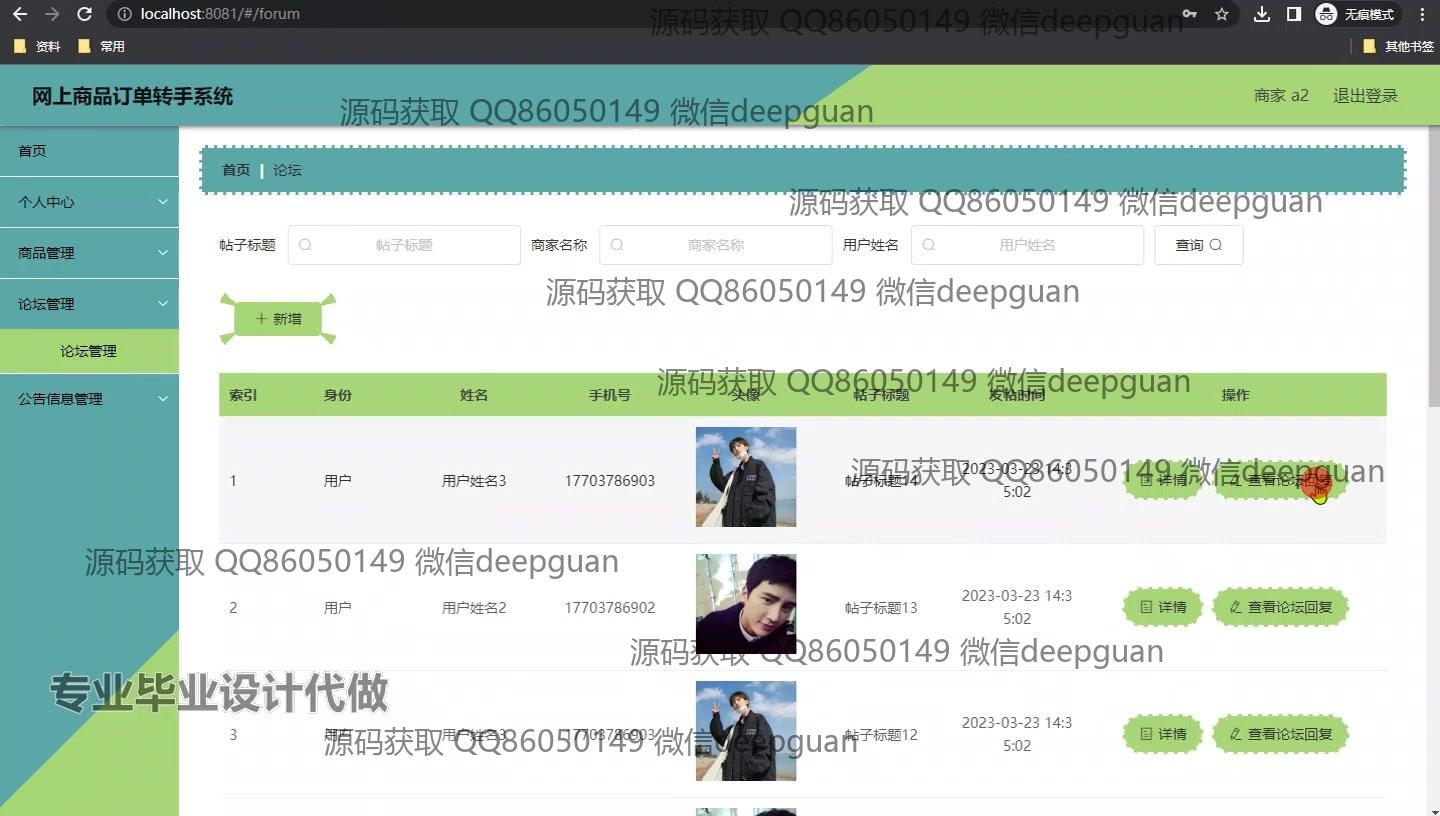 localhost:8081/#/forum
无痕模式
资料 常用 其他书签
源码获取 QQ86050149 微信deepguan
网上商品订单转手系统
商家 a2 退出登录
源码获取 QQ86050149 微信deepguan
首页
个人中心
商品管理
论坛管理
论坛管理
公告信息管理
首页 | 论坛
源码获取 QQ86050149 微信deepguan
帖子标题 帖子标题 商家名称 商家名称 用户姓名 用户姓名 查询
源码获取 QQ86050149 微信deepguan
新增
源码获取 QQ86050149 微信deepguan
索引 身份 姓名 手机号 头像 帖子标题 发帖时间 操作
源码获取 QQ86050149 微信deepguan
1 用户 用户姓名3 17703786903 帖子标题14 2023-03-23 14:3
5:02 详情 查看论坛回复
源码获取 QQ86050149 微信deepguan
2 用户 用户姓名2 17703786902 帖子标题13 2023-03-23 14:3
5:02 详情 查看论坛回复
源码获取 QQ86050149 微信deepguan
专业毕业设计代做
3 用户 用户姓名3 17703786903 帖子标题12 2023-03-23 14:3
5:02 详情 查看论坛回复
源码获取 QQ86050149 微信deepguan